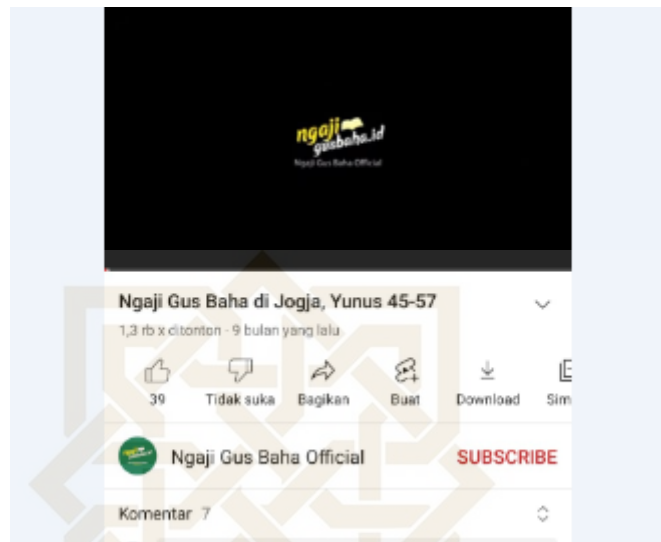 ngaji
gusbaha.id
Ngaji Gus Baha Official
Ngaji Gus Baha di Jogja, Yunus 45-57
1,3 rb x ditonton · 9 bulan yang lalu
39 Tidak suka Bagikan Buat Download Sim
Ngaji Gus Baha Official SUBSCRIBE
Komentar 7